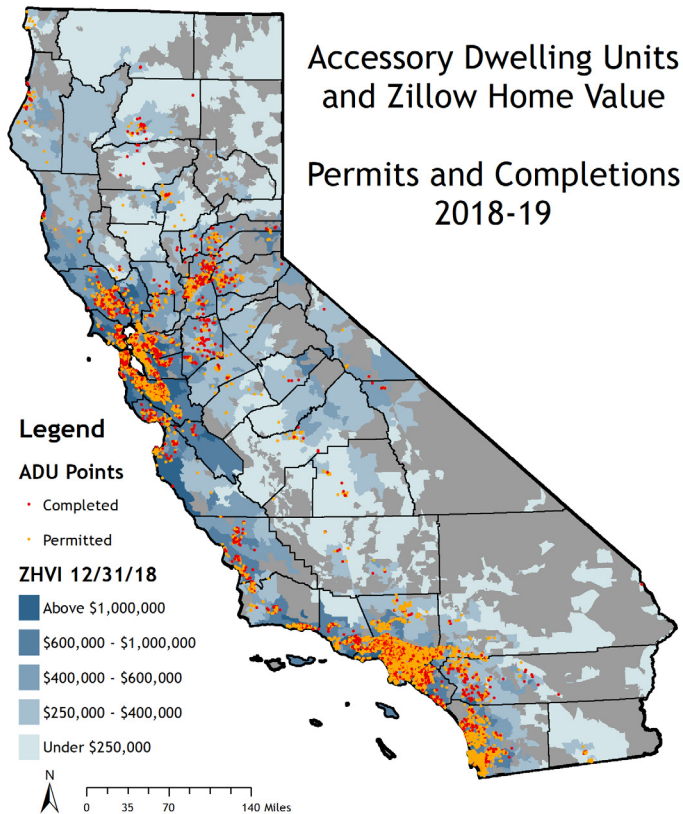 Accessory Dwelling Units
and Zillow Home Value
Permits and Completions
2018-19
Legend
ADU Points
Completed
Permitted
ZHVI 12/31/18
Above $1,000,000
$600,000 - $1,000,000
$400,000 - $600,000
$250,000 - $400,000
Under $250,000
N
0 35 70 140 Miles